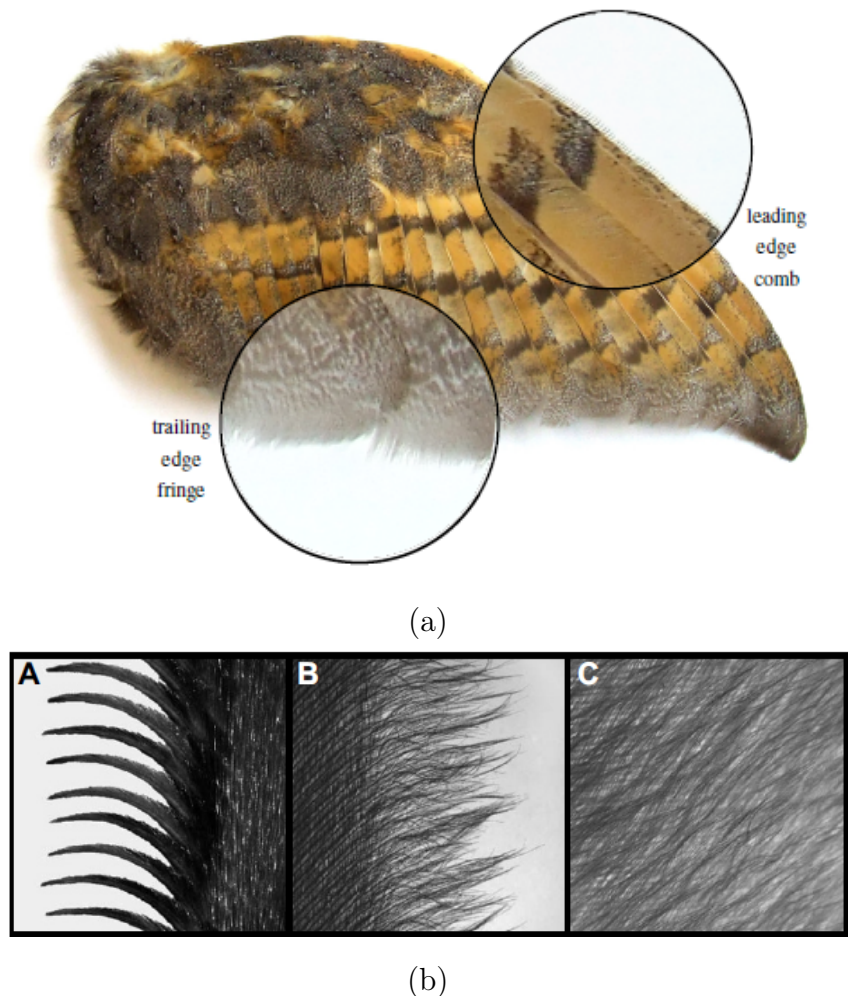 leading
edge
comb
trailing
edge
fringe
(a)
A B C
(b)